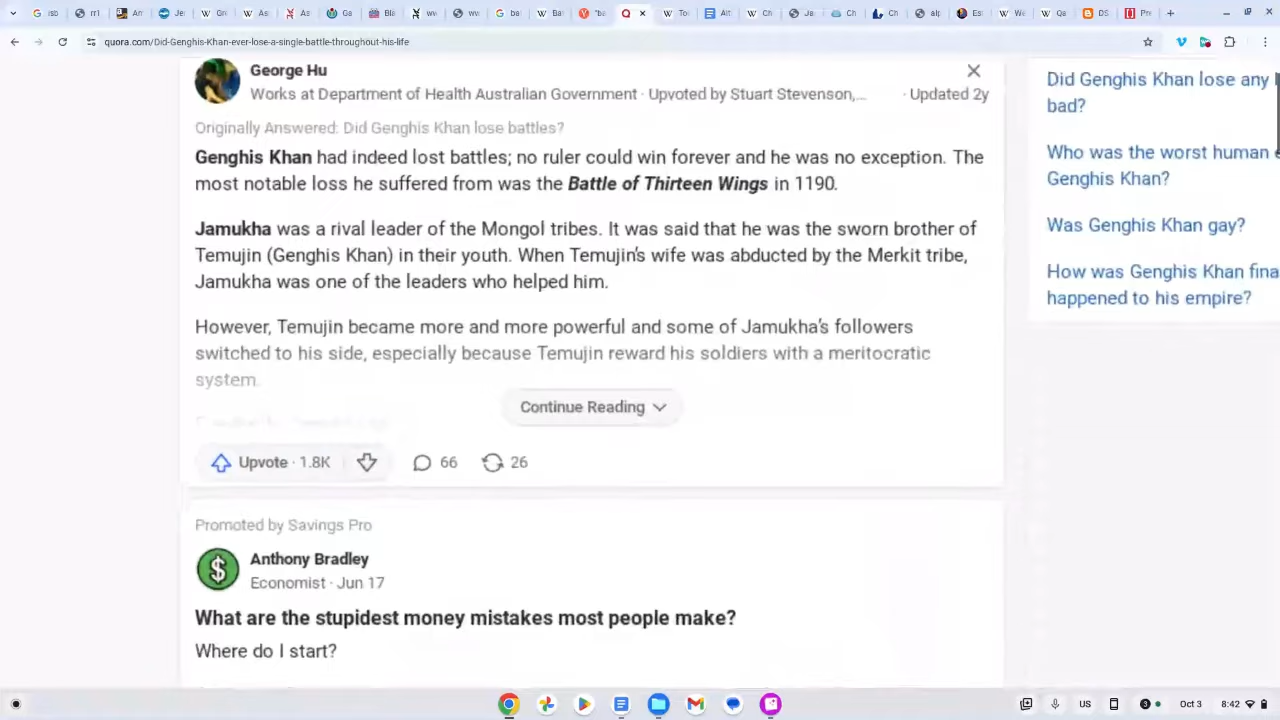 quora.com/Did-Genghis-Khan-ever-lose-a-single-battle-throughout-his-life
George Hu
Works at Department of Health Australian Government · Upvoted by Stuart Stevenson,... · Updated 2y
Originally Answered: Did Genghis Khan lose battles?
Genghis Khan had indeed lost battles; no ruler could win forever and he was no exception. The
most notable loss he suffered from was the Battle of Thirteen Wings in 1190.
Jamukha was a rival leader of the Mongol tribes. It was said that he was the sworn brother of
Temujin (Genghis Khan) in their youth. When Temujin's wife was abducted by the Merkit tribe,
Jamukha was one of the leaders who helped him.
However, Temujin became more and more powerful and some of Jamukha's followers
switched to his side, especially because Temujin reward his soldiers with a meritocratic
system.
Continue Reading
Upvote · 1.8K
66
26
Promoted by Savings Pro
Anthony Bradley
Economist · Jun 17
What are the stupidest money mistakes most people make?
Where do I start?
Did Genghis Khan lose any
bad?
Who was the worst human
Genghis Khan?
Was Genghis Khan gay?
How was Genghis Khan fina
happened to his empire?
US
3
Oct 3
8:42